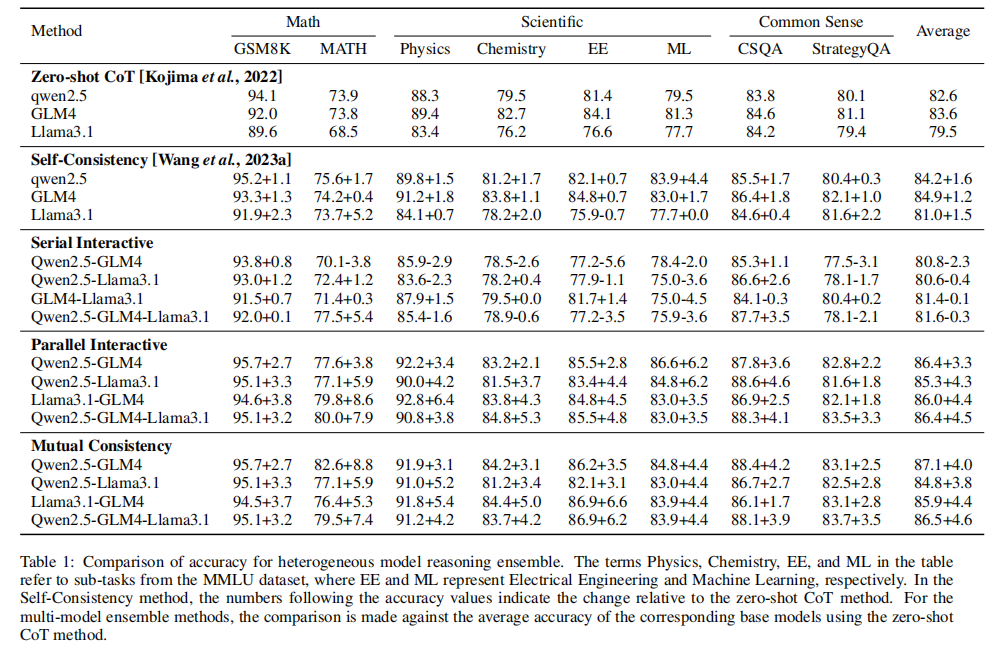 Method Math Scientific Common Sense Average
GSM8K MATH Physics Chemistry EE ML CSQA StrategyQA
Zero-shot CoT [Kojima et al., 2022]
qwen2.5 94.1 73.9 88.3 79.5 81.4 79.5 83.8 80.1 82.6
GLM4 92.0 73.8 89.4 82.7 84.1 81.3 84.6 81.1 83.6
Llama3.1 89.6 68.5 83.4 76.2 76.6 77.7 84.2 79.4 79.5
Self-Consistency [Wang et al., 2023a]
qwen2.5 95.2+1.1 75.6+1.7 89.8+1.5 81.2+1.7 82.1+0.7 83.9+4.4 85.5+1.7 80.4+0.3 84.2+1.6
GLM4 93.3+1.3 74.2+0.4 91.2+1.8 83.8+1.1 84.8+0.7 83.0+1.7 86.4+1.8 82.1+1.0 84.9+1.2
Llama3.1 91.9+2.3 73.7+5.2 84.1+0.7 78.2+2.0 75.9-0.7 77.7+0.0 84.6+0.4 81.6+2.2 81.0+1.5
Serial Interactive
Qwen2.5-GLM4 93.8+0.8 70.1-3.8 85.9-2.9 78.5-2.6 77.2-5.6 78.4-2.0 85.3+1.1 77.5-3.1 80.8-2.3
Qwen2.5-Llama3.1 93.0+1.2 72.4+1.2 83.6-2.3 78.2+0.4 77.9-1.1 75.0-3.6 86.6+2.6 78.1-1.7 80.6-0.4
GLM4-Llama3.1 91.5+0.7 71.4+0.3 87.9+1.5 79.5+0.0 81.7+1.4 75.0-4.5 84.1-0.3 80.4+0.2 81.4-0.1
Qwen2.5-GLM4-Llama3.1 92.0+0.1 77.5+5.4 85.4-1.6 78.9-0.6 77.2-3.5 75.9-3.6 87.7+3.5 78.1-2.1 81.6-0.3
Parallel Interactive
Qwen2.5-GLM4 95.7+2.7 77.6+3.8 92.2+3.4 83.2+2.1 85.5+2.8 86.6+6.2 87.8+3.6 82.8+2.2 86.4+3.3
Qwen2.5-Llama3.1 95.1+3.3 77.1+5.9 90.0+4.2 81.5+3.7 83.4+4.4 84.8+6.2 88.6+4.6 81.6+1.8 85.3+4.3
Llama3.1-GLM4 94.6+3.8 79.8+8.6 92.8+6.4 83.8+4.3 84.8+4.5 83.0+3.5 86.9+2.5 82.1+1.8 86.0+4.4
Qwen2.5-GLM4-Llama3.1 95.1+3.2 80.0+7.9 90.8+3.8 84.8+5.3 85.5+4.8 83.0+3.5 88.3+4.1 83.5+3.3 86.4+4.5
Mutual Consistency
Qwen2.5-GLM4 95.7+2.7 82.6+8.8 91.9+3.1 84.2+3.1 86.2+3.5 84.8+4.4 88.4+4.2 83.1+2.5 87.1+4.0
Qwen2.5-Llama3.1 95.1+3.3 77.1+5.9 91.0+5.2 81.2+3.4 82.1+3.1 83.0+4.4 86.7+2.7 82.5+2.8 84.8+3.8
Llama3.1-GLM4 94.5+3.7 76.4+5.3 91.8+5.4 84.4+5.0 86.9+6.6 83.9+4.4 86.1+1.7 83.1+2.8 85.9+4.4
Qwen2.5-GLM4-Llama3.1 95.1+3.2 79.5+7.4 91.2+4.2 83.7+4.2 86.9+6.2 83.9+4.4 88.1+3.9 83.7+3.5 86.5+4.6
Table 1: Comparison of accuracy for heterogeneous model reasoning ensemble. The terms Physics, Chemistry, EE, and ML in the table
refer to sub-tasks from the MMLU dataset, where EE and ML represent Electrical Engineering and Machine Learning, respectively. In the
Self-Consistency method, the numbers following the accuracy values indicate the change relative to the zero-shot CoT method. For the
multi-model ensemble methods, the comparison is made against the average accuracy of the corresponding base models using the zero-shot
CoT method.